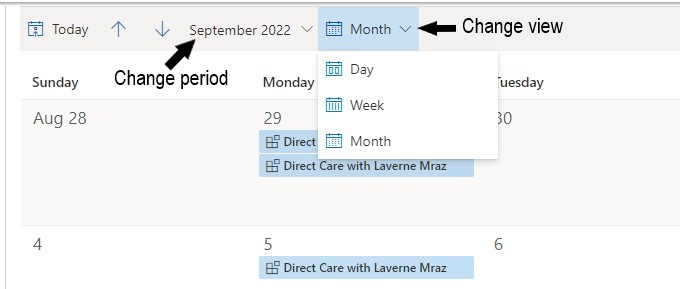 Today September 2022 Month Change view
Change period
Day
Week
Month
Sunday Monday Tuesday
Aug 28 29 30
Direct
Direct Care with Laverne Mraz
4 5 6
Direct Care with Laverne Mraz